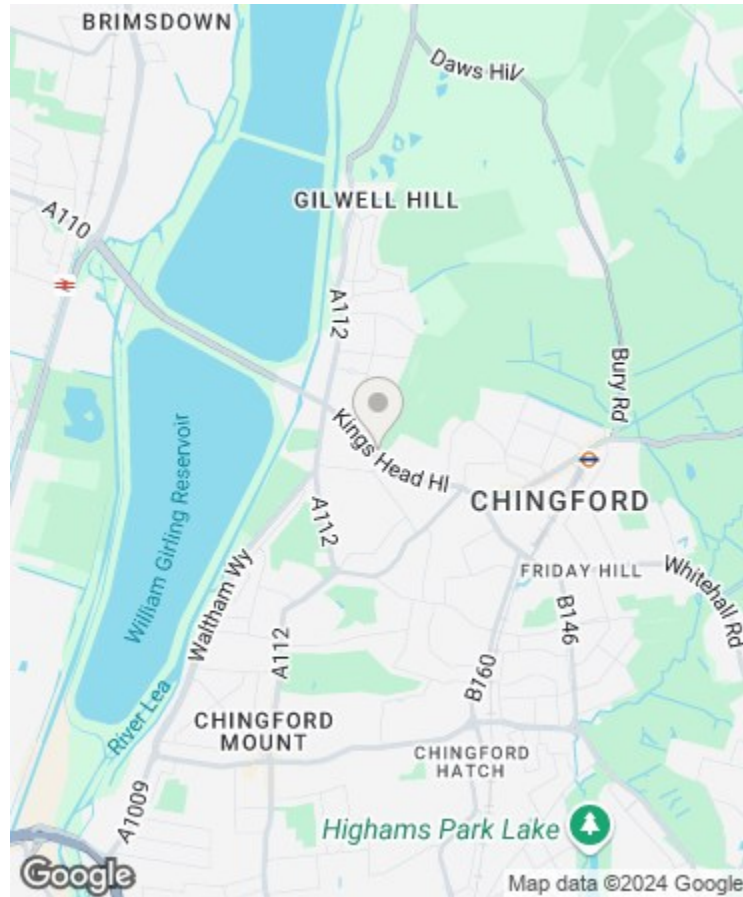 BRIMSDOWN
Daws Hill
GILWELL HILL
A110
A112
Bury Rd
Kings Head Hl
CHINGFORD
A112
William Girling Reservoir
FRIDAY HILL
Whitehall Rd
Waltham Wy
B146
A112
B160
River Lea
CHINGFORD
MOUNT
CHINGFORD
HATCH
A1009
Highams Park Lake
Google
Map data ©2024 Google